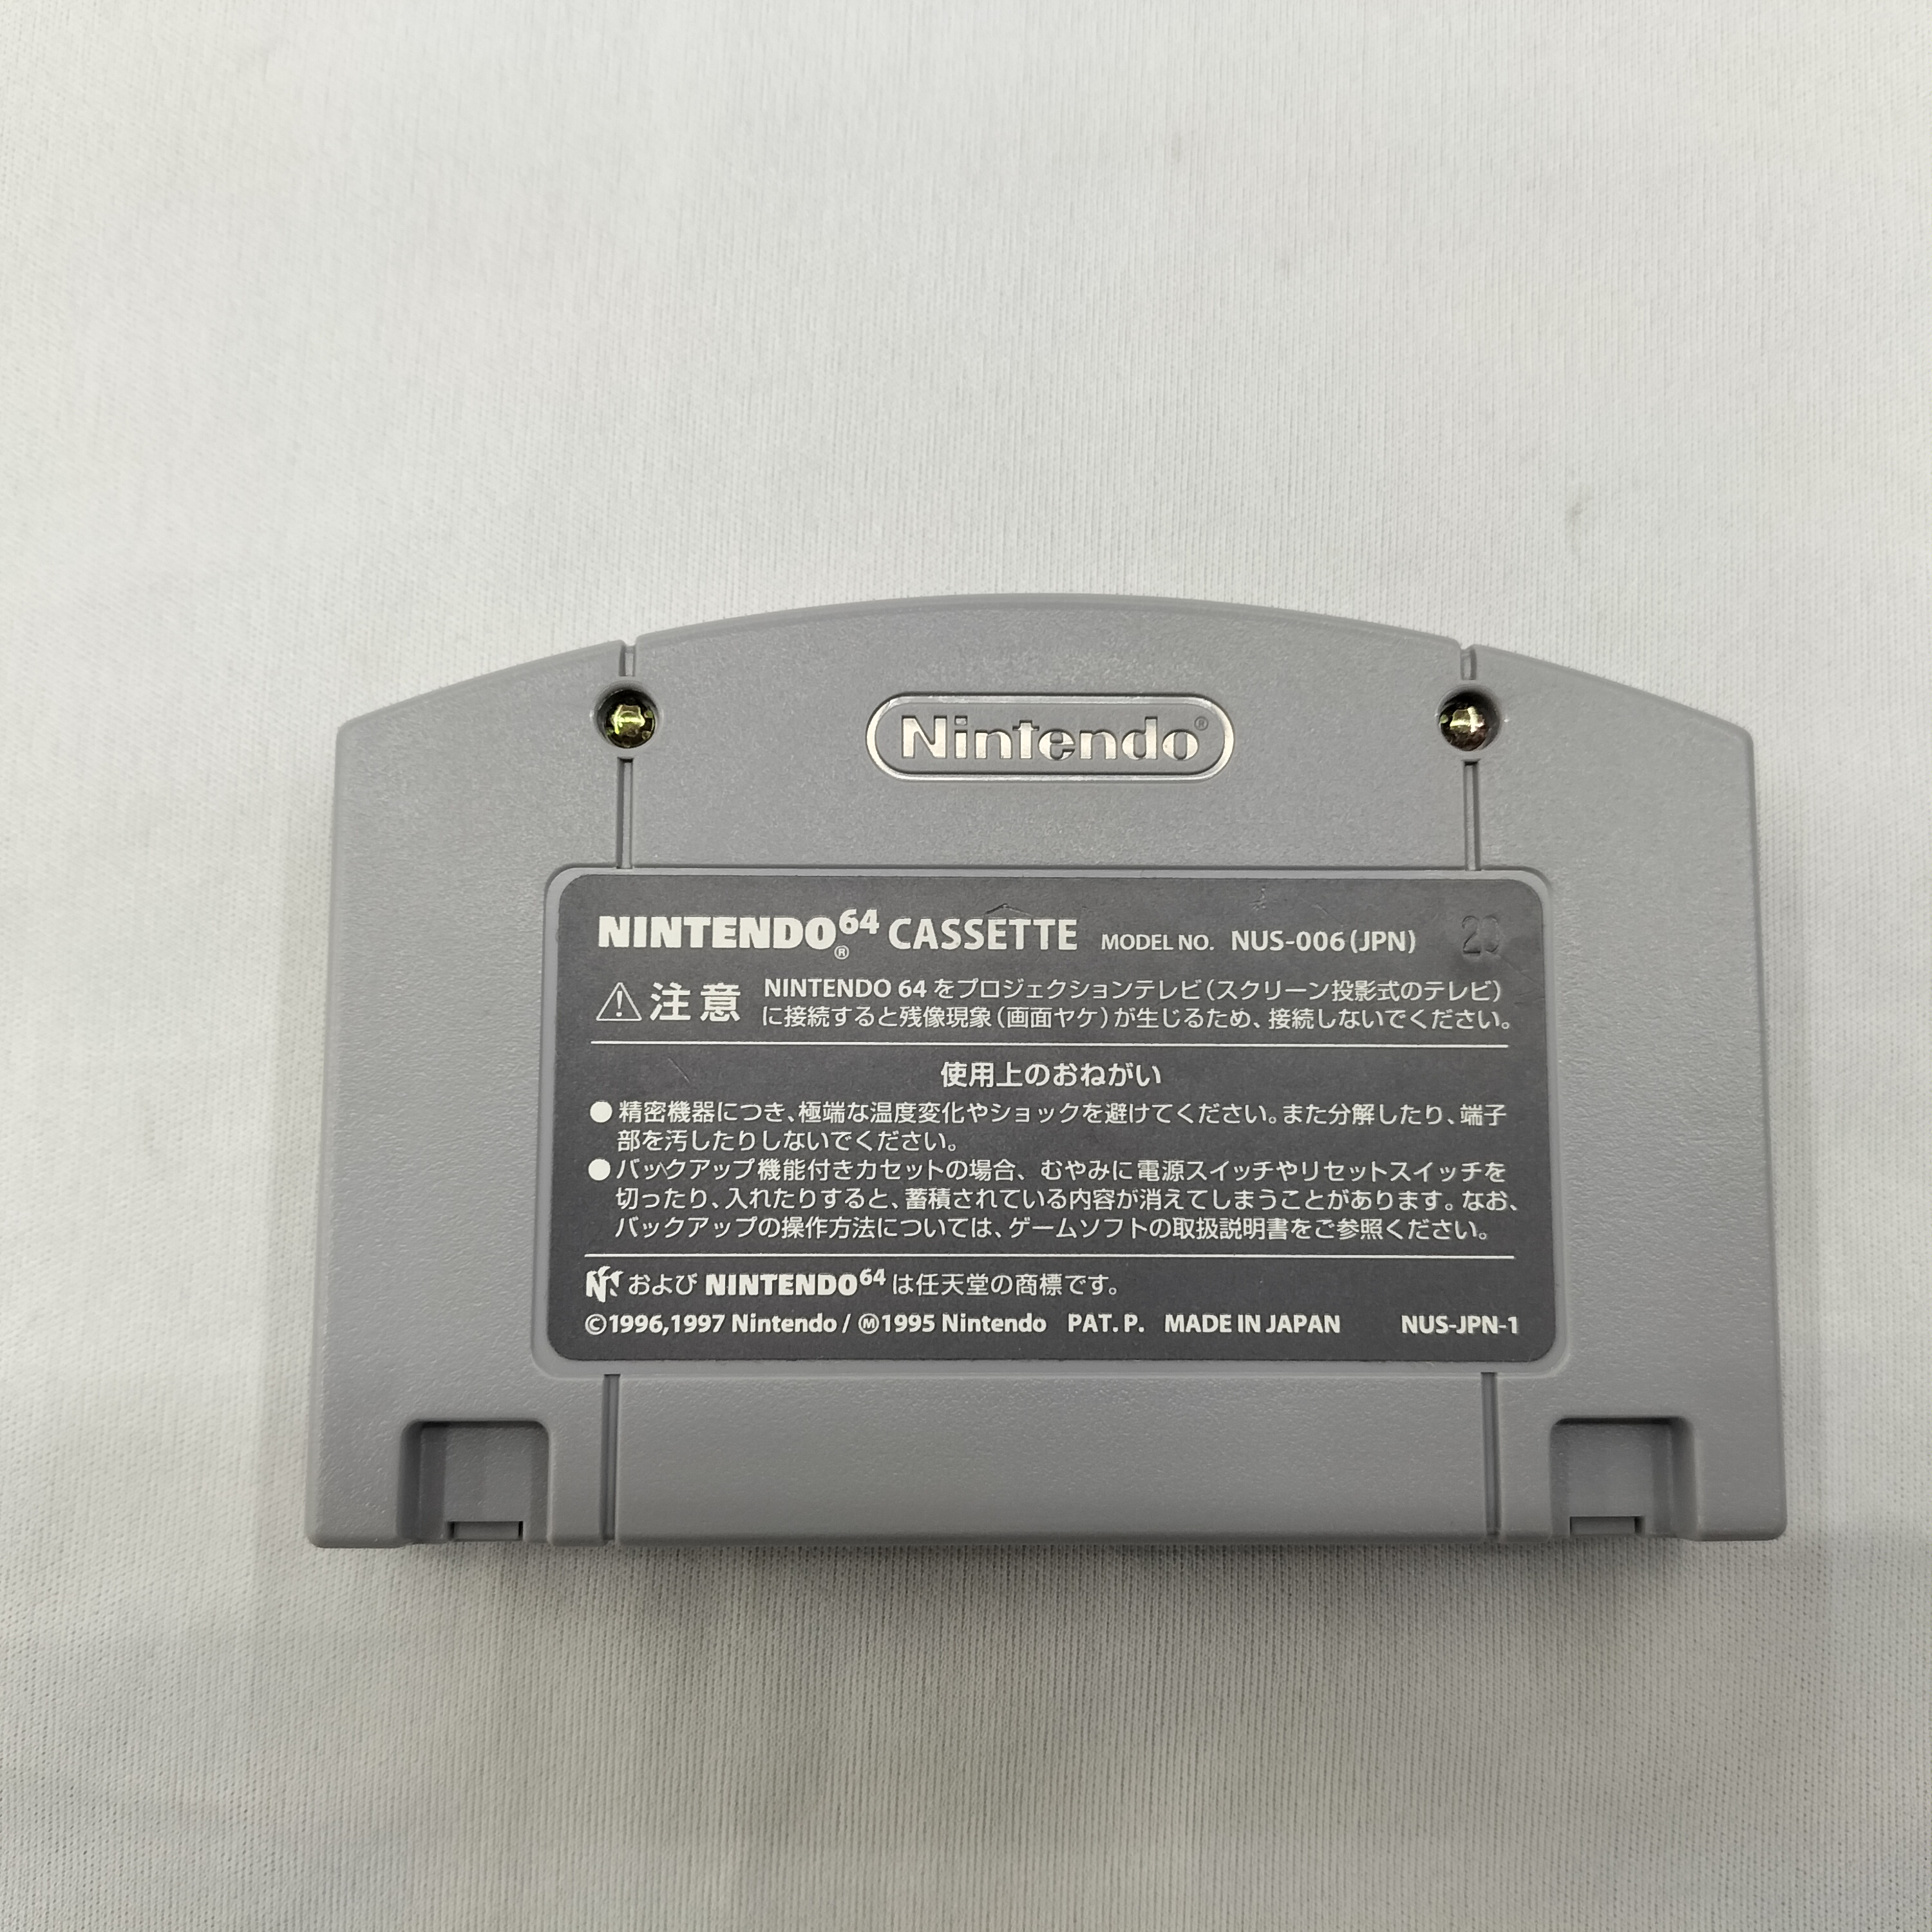 Nintendo®
NINTENDO64® CASSETTE MODEL NO. NUS-006(JPN)
⚠注意 NINTENDO 64 をプロジェクションテレビ(スクリーン投影式のテレビ)
に接続すると残像現象(画面ヤケ)が生じるため、接続しないでください。
使用上のおねがい
●精密機器につき、極端な温度変化やショックを避けてください。また分解したり、端子
部を汚したりしないでください。
●バックアップ機能付きカセットの場合、むやみに電源スイッチやリセットスイッチを
切ったり、入れたりすると、蓄積されている内容が消えてしまうことがあります。なお、
バックアップの操作方法については、ゲームソフトの取扱説明書をご参照ください。
および NINTENDO64 は任天堂の商標です。
©1996,1997 Nintendo / Ⓜ1995 Nintendo PAT. P. MADE IN JAPAN NUS-JPN-1